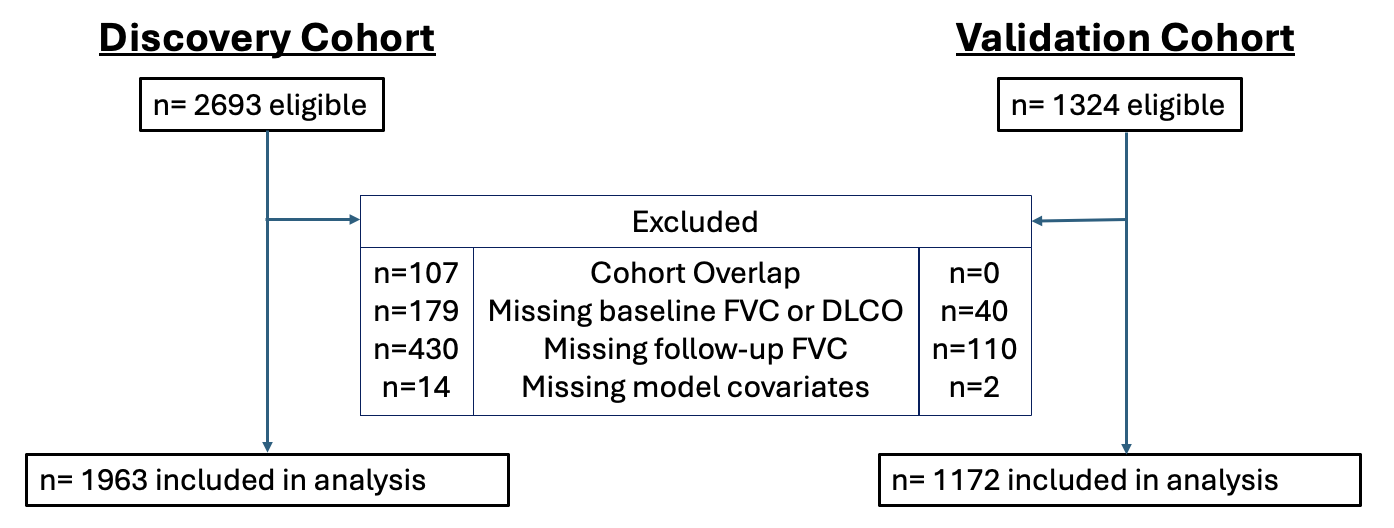 Discovery Cohort
Validation Cohort
n= 2693 eligible
n= 1324 eligible
Excluded
n=107 Cohort Overlap n=0
n=179 Missing baseline FVC or DLCO n=40
n=430 Missing follow-up FVC n=110
n=14 Missing model covariates n=2
n= 1963 included in analysis
n= 1172 included in analysis